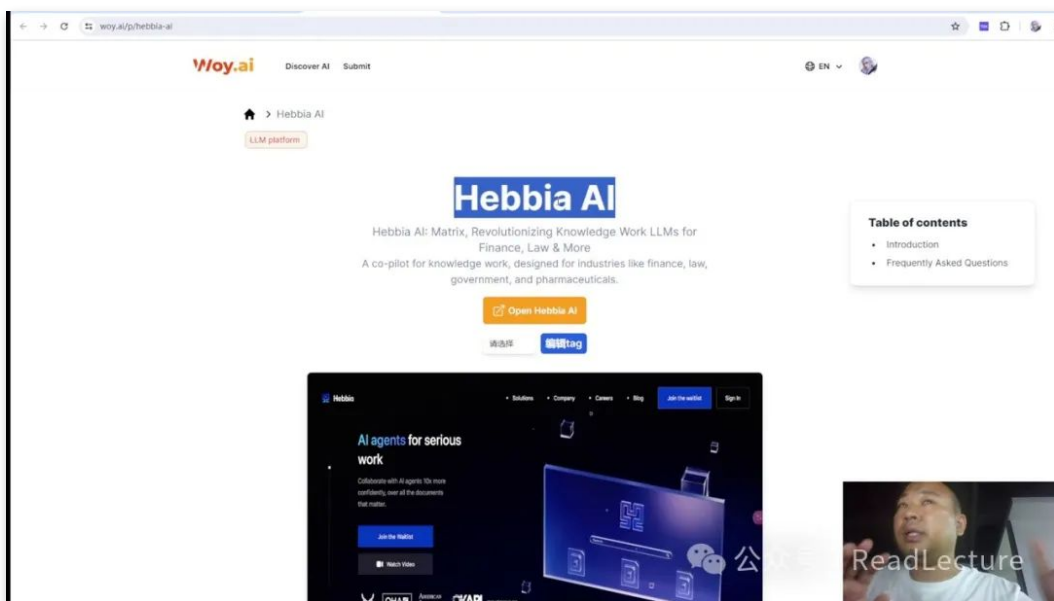 woy.ai/p/hebbia-ai
Woy.ai Discover AI Submit EN
Hebbia AI
LLM platform
Hebbia AI
Hebbia AI: Matrix, Revolutionizing Knowledge Work LLMs for
Finance, Law & More
A co-pilot for knowledge work, designed for industries like finance, law,
government, and pharmaceuticals.
Open Hebbia AI
请选择 编辑tag
Table of contents
Introduction
Frequently Asked Questions
Hebbia Solutions Company Careers Blog Join the waitlist Sign In
AI agents for serious
work
Collaborate with AI agents 10x more
confidently, over all the documents
that matter.
Join the Waitlist
Watch Video
公众号 ReadLecture